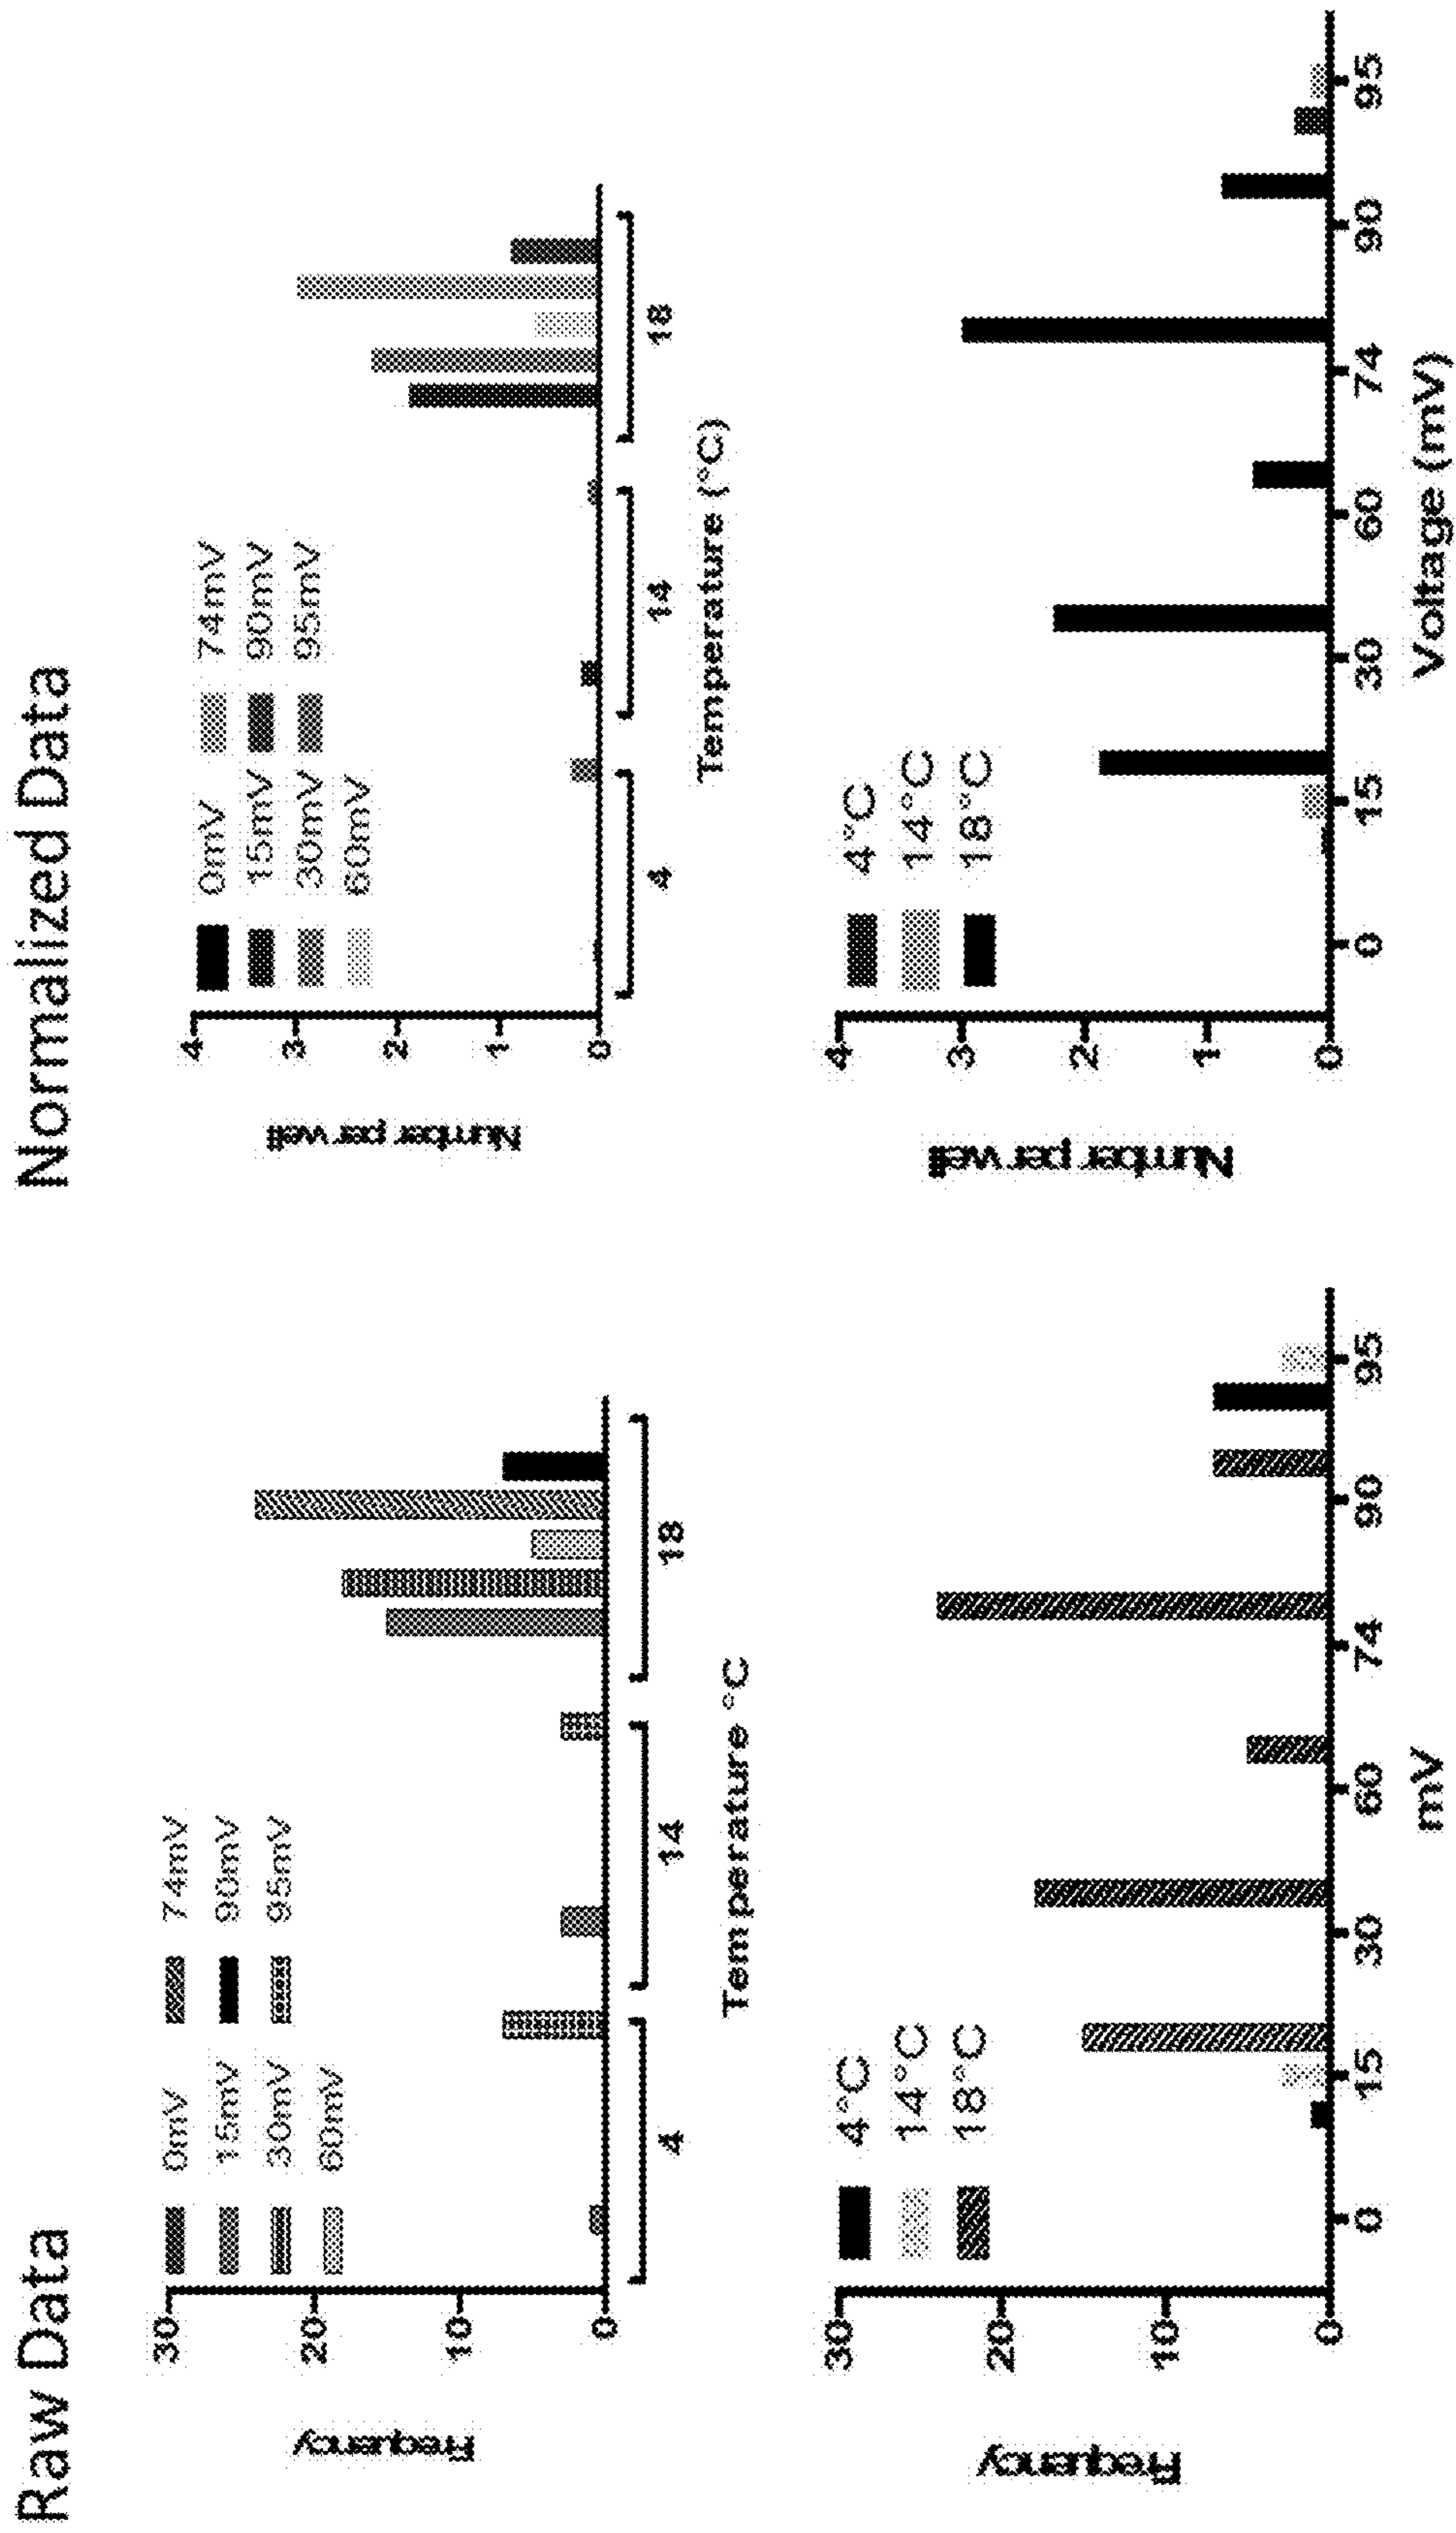 Raw Data
Normalized Data
Frequency
30
20
10
0
0mV
15mV
30mV
60mV
74mV
90mV
95mV
4
14
18
Temperature °C
Number per well
4
3
2
1
0
0mV
15mV
30mV
60mV
74mV
90mV
95mV
4
14
18
Temperature (°C)
Frequency
30
20
10
0
4°C
14°C
18°C
0
15
30
60
74
90
95
mV
Number per well
4
3
2
1
0
4°C
14°C
18°C
0
15
30
60
74
90
95
Voltage (mV)